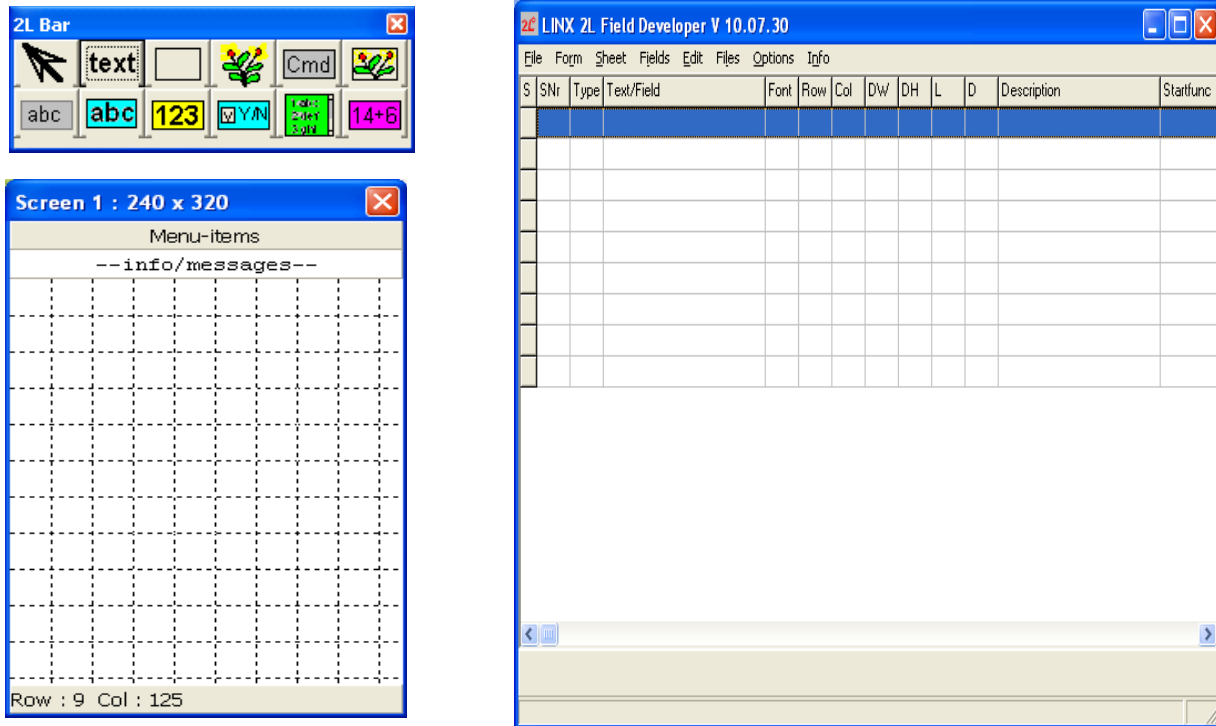 2L Bar
text Cmd
abc abc 123 Y/N 14+6
Screen 1 : 240 x 320
Menu-items
--info/messages--
Row : 9 Col : 125
2L LINX 2L Field Developer V 10.07.30
File Form Sheet Fields Edit Files Options Info
S SNr Type Text/Field Font Row Col DW DH L D Description Startfunc